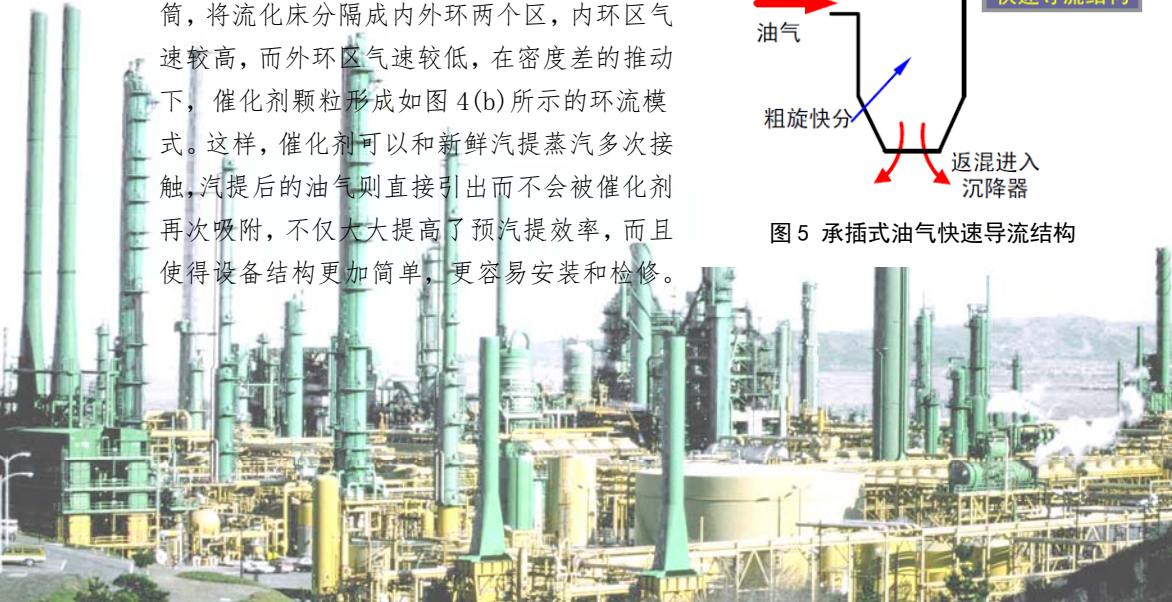 筒，将流化床分隔成内外环两个区，内环区气
速较高，而外环区气速较低，在密度差的推动
下，催化剂颗粒形成如图 4(b)所示的环流模
式。这样，催化剂可以和新鲜汽提蒸汽多次接
触，汽提后的油气则直接引出而不会被催化剂
再次吸附，不仅大大提高了预汽提效率，而且
使得设备结构更加简单，更容易安装和检修。
快速导流结构
油气
粗旋快分
返混进入
沉降器
图 5 承插式油气快速导流结构